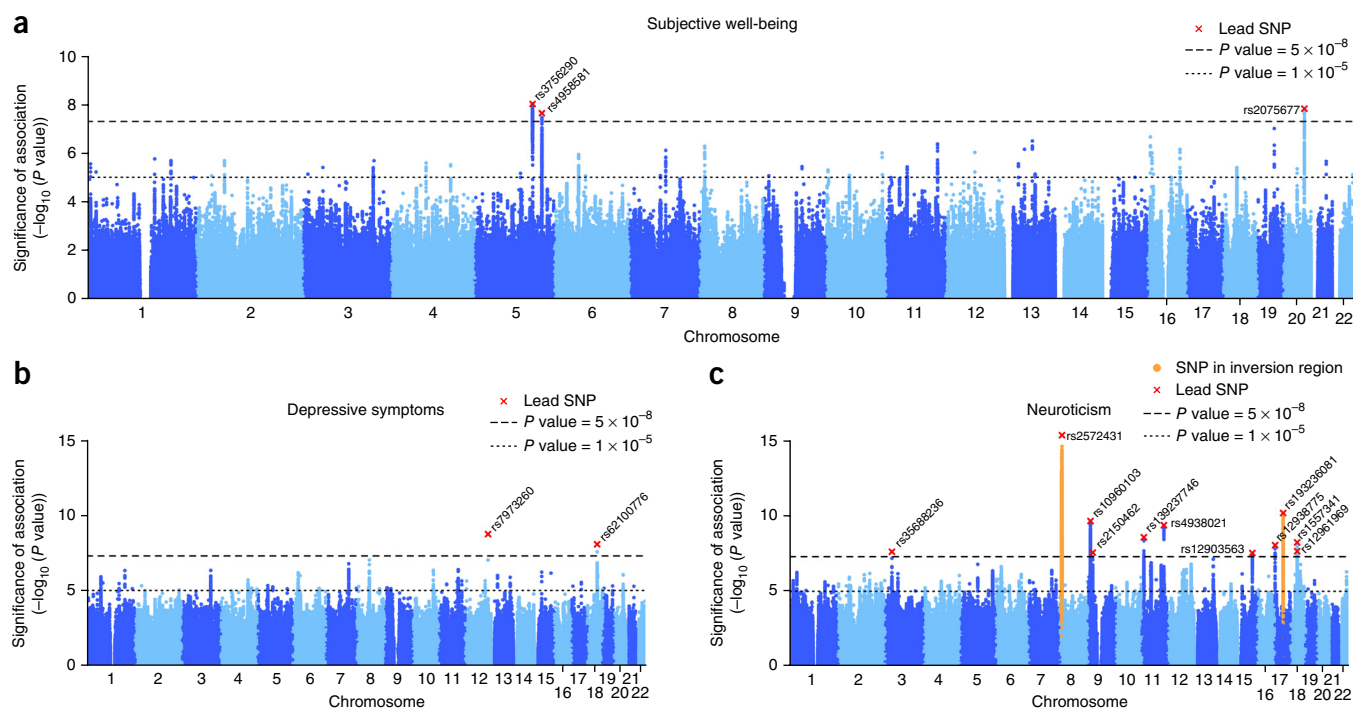 a
Subjective well-being
Lead SNP
P value = 5 × 10⁻⁸
P value = 1 × 10⁻⁵
Significance of association
(–log₁₀ (P value))
10
8
6
4
2
0
rs3756290
rs4958581
rs2075677
1 2 3 4 5 6 7 8 9 10 11 12 13 14 15 16 17 18 19 20 21 22
Chromosome
b
Depressive symptoms
Lead SNP
P value = 5 × 10⁻⁸
P value = 1 × 10⁻⁵
Significance of association
(–log₁₀ (P value))
15
10
5
0
rs7973260
rs62100776
1 2 3 4 5 6 7 8 9 10 11 12 13 14 15 16 17 18 19 20 21 22
Chromosome
c
Neuroticism
SNP in inversion region
Lead SNP
P value = 5 × 10⁻⁸
P value = 1 × 10⁻⁵
Significance of association
(–log₁₀ (P value))
15
10
5
0
rs35688236
rs2572431
rs10960103
rs2150462
rs139237746
rs4938021
rs12903563
rs12938775
rs193236081
rs1557341
rs12961969
1 2 3 4 5 6 7 8 9 10 11 12 13 14 15 16 17 18 19 20 21 22
Chromosome